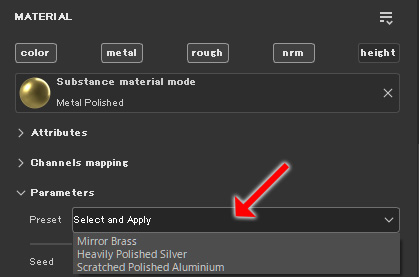 MATERIAL
color metal rough nrm height
Substance material mode
Metal Polished
Attributes
Channels mapping
Parameters
Preset Select and Apply
Mirror Brass
Heavily Polished Silver
Scratched Polished Aluminium
Seed